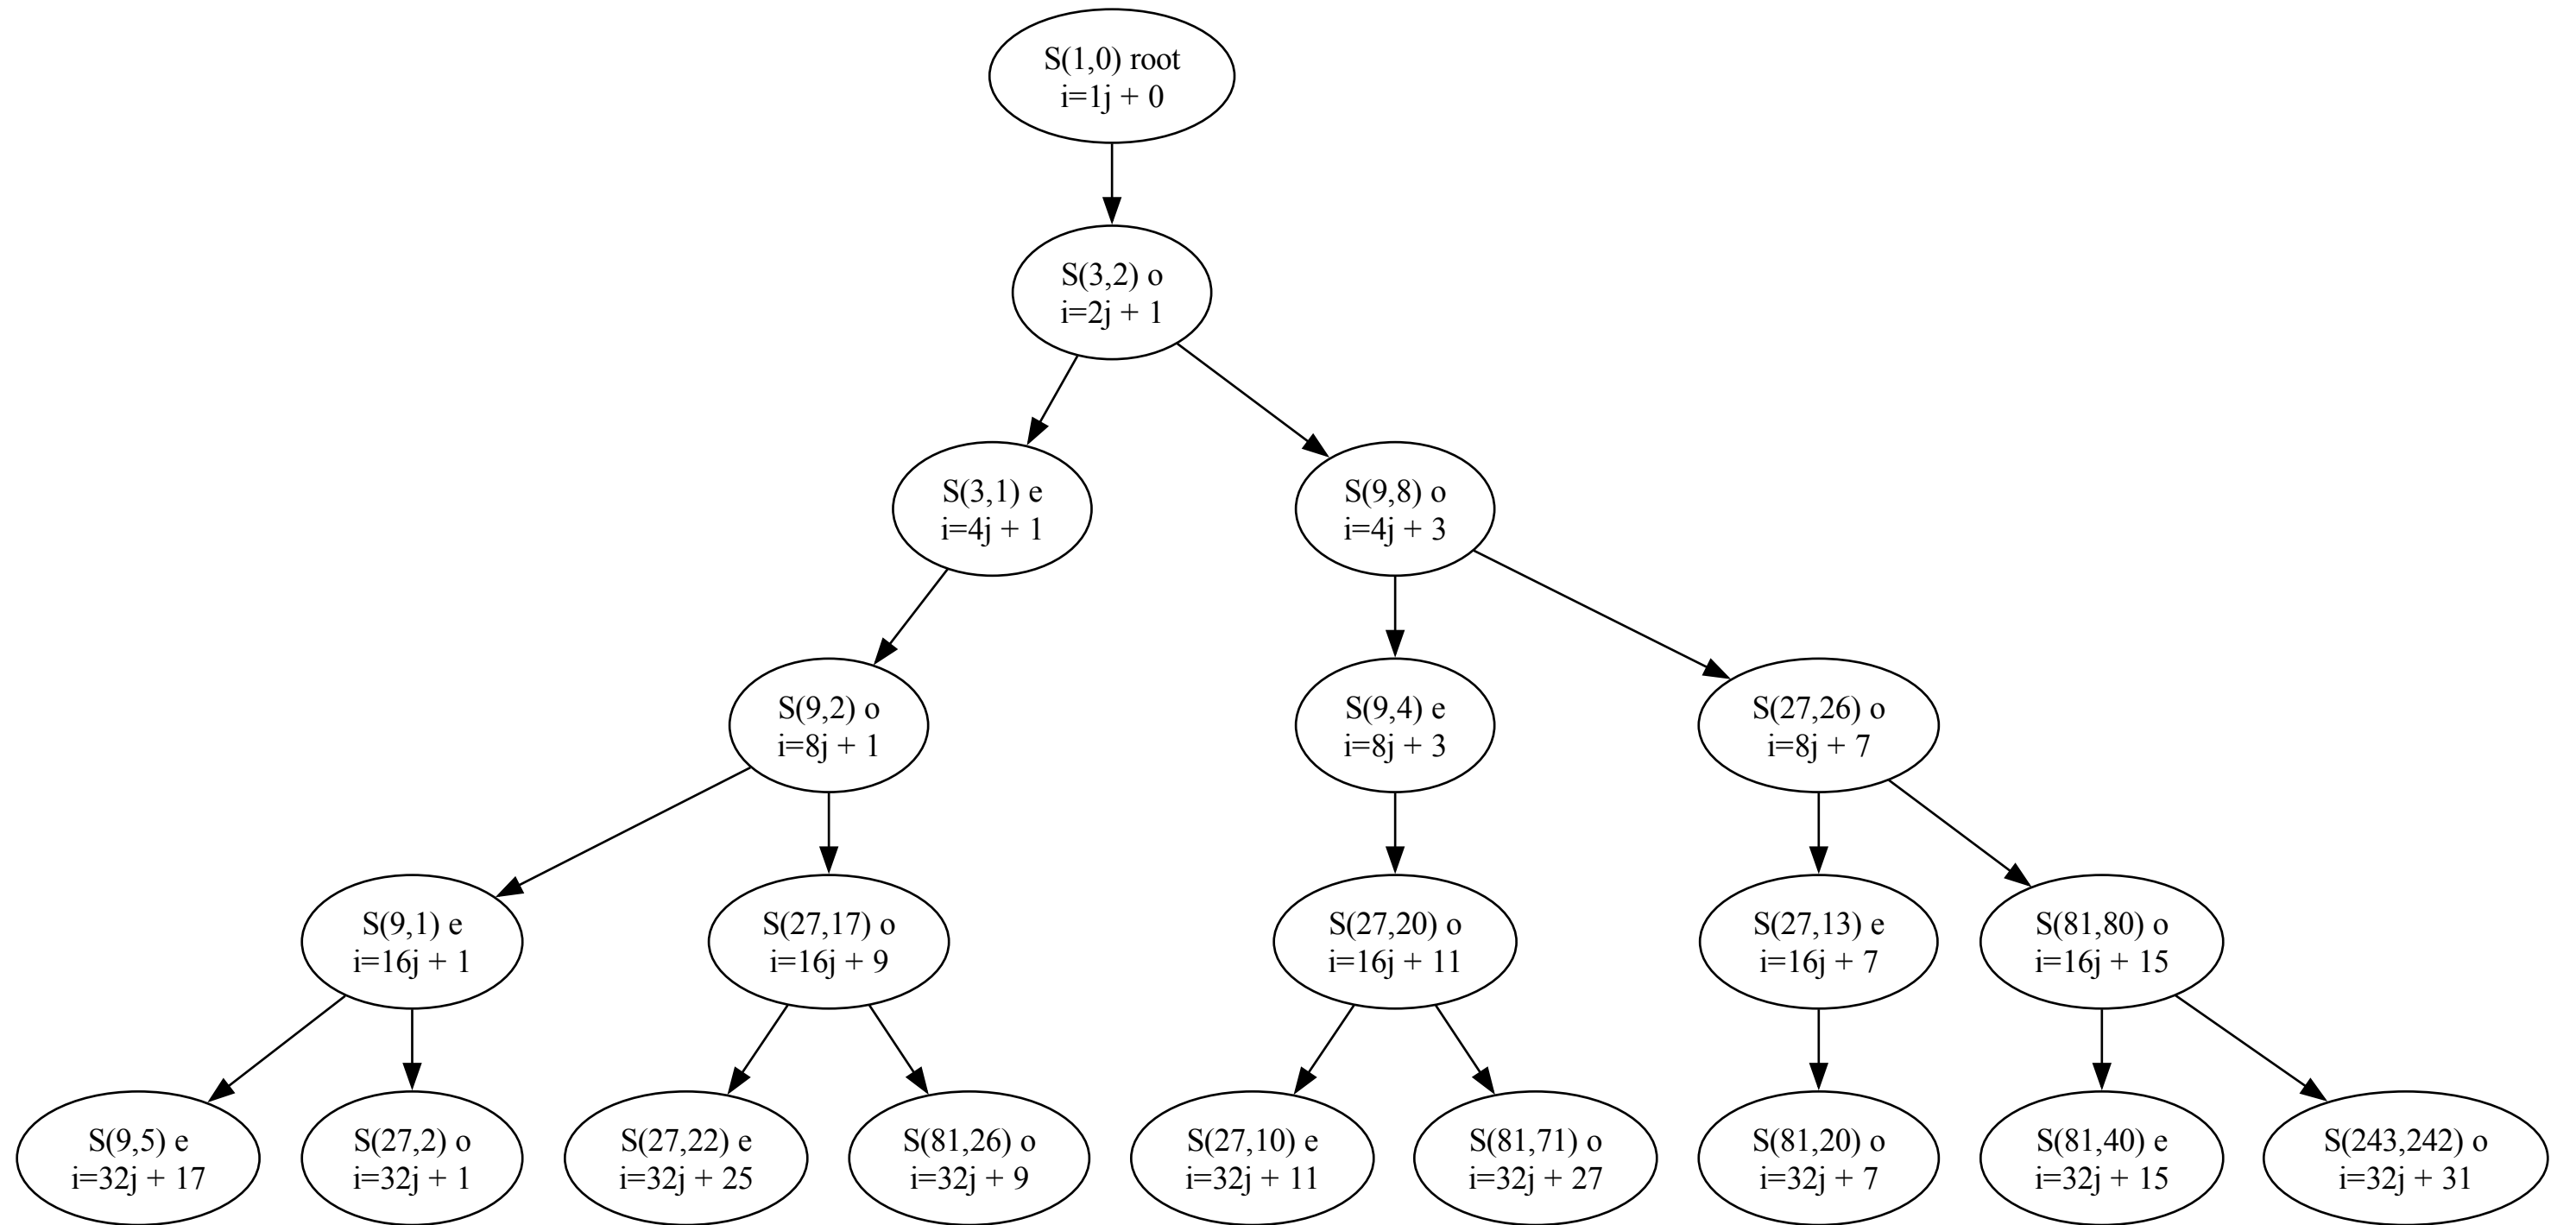 S(1,0) root
i=1j + 0
S(3,2) o
i=2j + 1
S(3,1) e
i=4j + 1
S(9,8) o
i=4j + 3
S(9,2) o
i=8j + 1
S(9,4) e
i=8j + 3
S(27,26) o
i=8j + 7
S(9,1) e
i=16j + 1
S(27,17) o
i=16j + 9
S(27,20) o
i=16j + 11
S(27,13) e
i=16j + 7
S(81,80) o
i=16j + 15
S(9,5) e
i=32j + 17
S(27,2) o
i=32j + 1
S(27,22) e
i=32j + 25
S(81,26) o
i=32j + 9
S(27,10) e
i=32j + 11
S(81,71) o
i=32j + 27
S(81,20) o
i=32j + 7
S(81,40) e
i=32j + 15
S(243,242) o
i=32j + 31